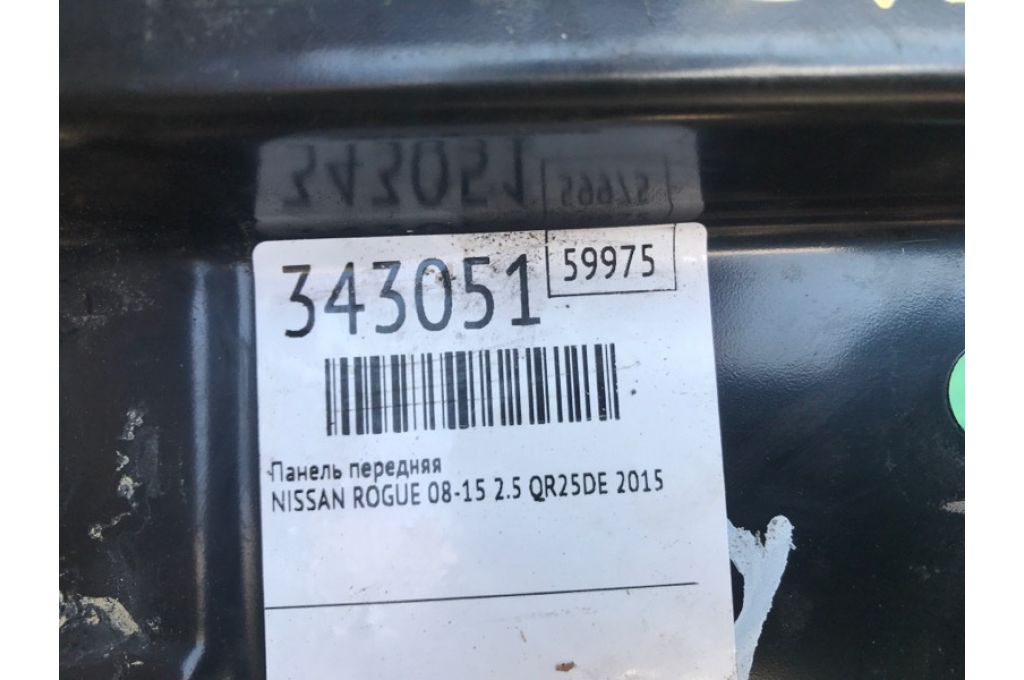 343051 59975
Панель передняя
NISSAN ROGUE 08-15 2.5 QR25DE 2015